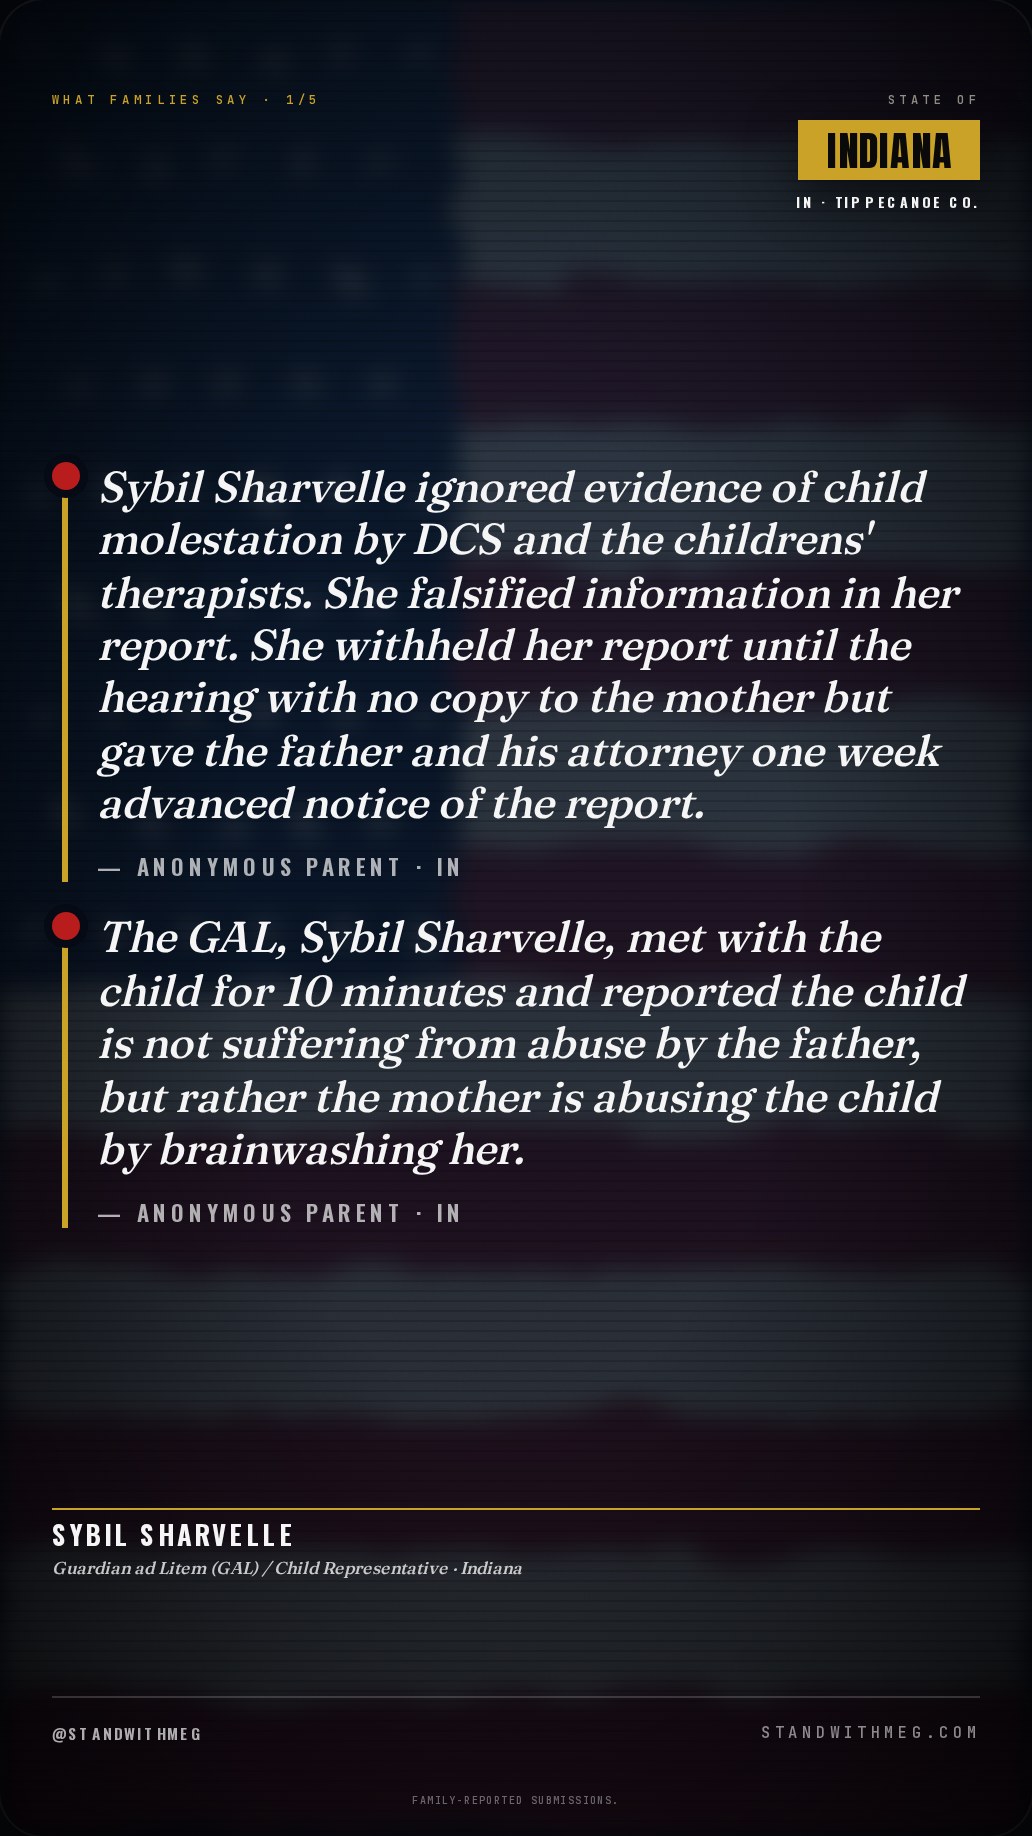 WHAT FAMILIES SAY · 1/5
STATE OF
INDIANA
IN · TIPPECANOE CO.
Sybil Sharvelle ignored evidence of child
molestation by DCS and the childrens'
therapists. She falsified information in her
report. She withheld her report until the
hearing with no copy to the mother but
gave the father and his attorney one week
advanced notice of the report.
— ANONYMOUS PARENT · IN
The GAL, Sybil Sharvelle, met with the
child for 10 minutes and reported the child
is not suffering from abuse by the father,
but rather the mother is abusing the child
by brainwashing her.
— ANONYMOUS PARENT · IN
SYBIL SHARVELLE
Guardian ad Litem (GAL) / Child Representative · Indiana
@STANDWITHMEG
STANDWITHMEG.COM
FAMILY-REPORTED SUBMISSIONS.